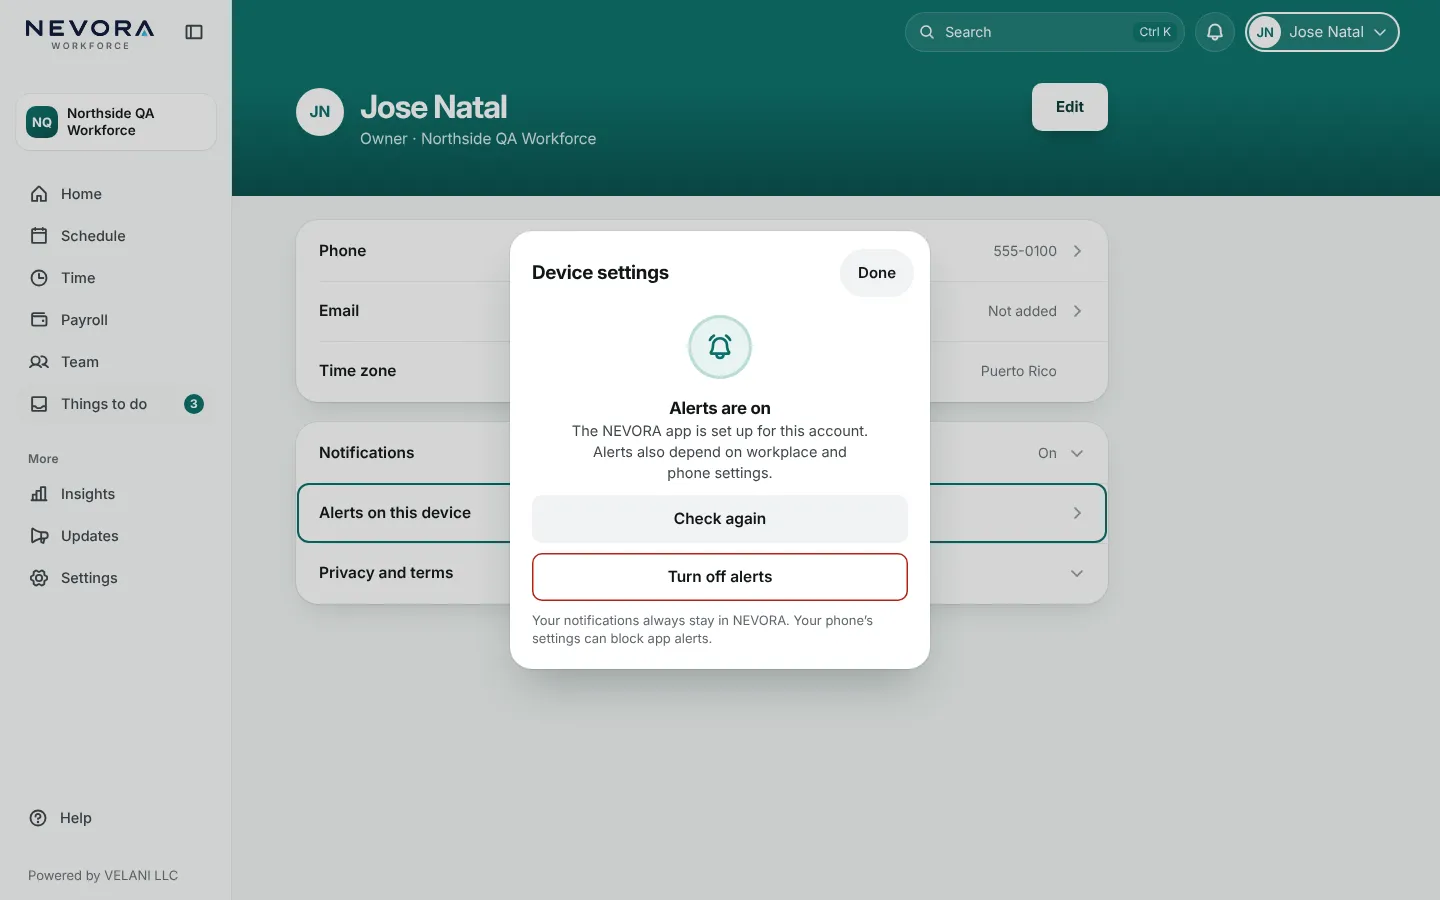 NEVORA
WORKFORCE
Search
Ctrl K
JN
Jose Natal
NQ
Northside QA
Workforce
JN
Jose Natal
Owner · Northside QA Workforce
Edit
Home
Schedule
Time
Payroll
Team
Things to do
3
More
Insights
Updates
Settings
Help
Powered by VELANI LLC
Phone
555-0100
Email
Not added
Time zone
Puerto Rico
Notifications
On
Alerts on this device
Privacy and terms
Device settings
Done
Alerts are on
The NEVORA app is set up for this account.
Alerts also depend on workplace and
phone settings.
Check again
Turn off alerts
Your notifications always stay in NEVORA. Your phone’s
settings can block app alerts.